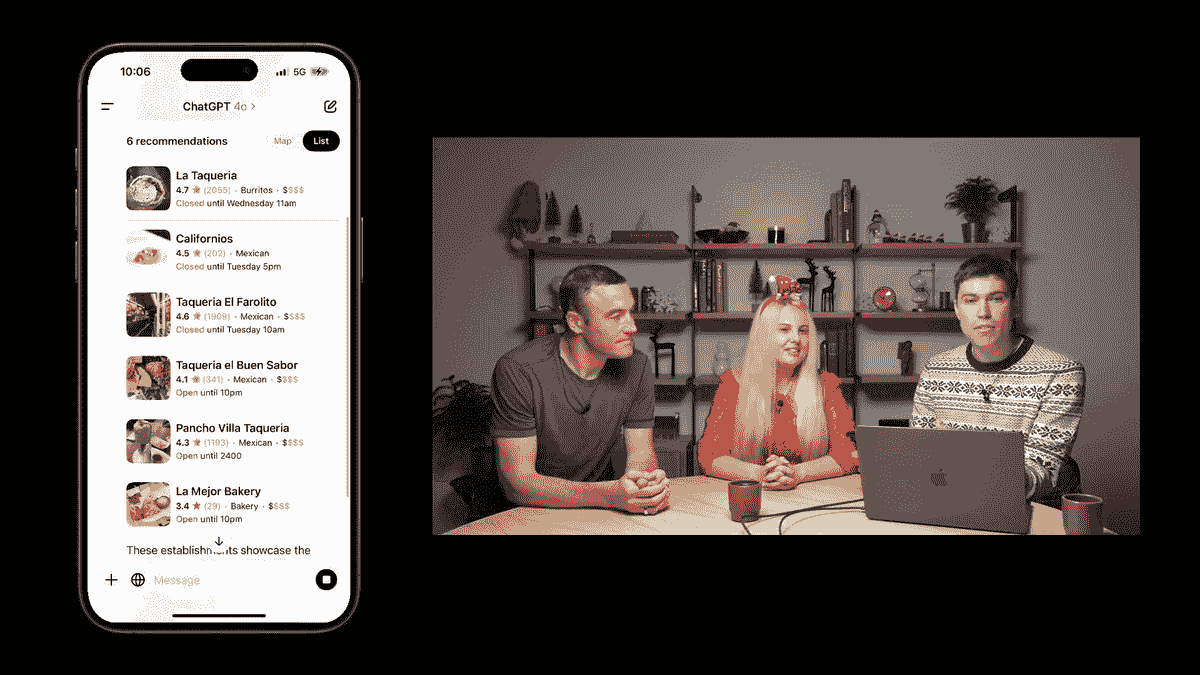 10:06
5G
ChatGPT 4o >
6 recommendations
Map
List
La Taqueria
4.7 ★ (2055) · Burritos · $$$$
Closed until Wednesday 11am
Californios
4.5 ★ (202) · Mexican
Closed until Tuesday 5pm
Taqueria El Farolito
4.6 ★ (1909) · Mexican · $$$$
Closed until Tuesday 10am
Taqueria el Buen Sabor
4.1 ★ (341) · Mexican · $$$$
Open until 10pm
Pancho Villa Taqueria
4.3 ★ (1193) · Mexican · $$$$
Open until 2400
La Mejor Bakery
3.4 ★ (29) · Bakery · $$$$
Open until 10pm
These establishments showcase the
Message